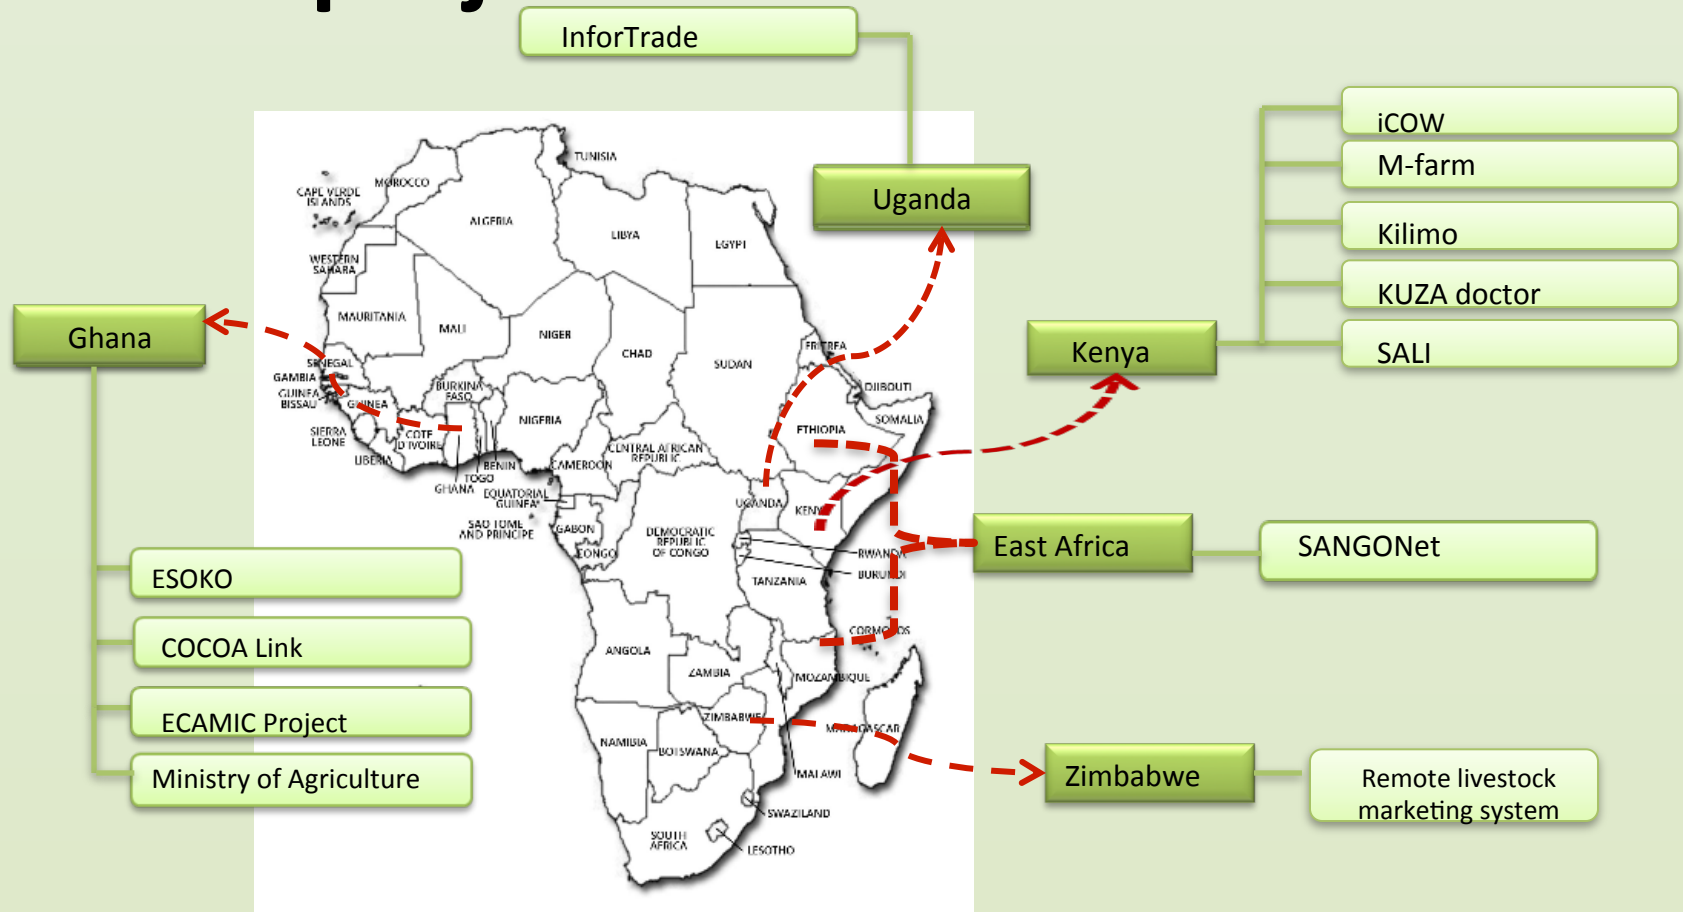 InforTrade
Uganda
iCOW
M-farm
Kilimo
KUZA doctor
SALI
Kenya
Ghana
ESOKO
COCOA Link
ECAMIC Project
Ministry of Agriculture
East Africa
SANGONet
Zimbabwe
Remote livestock
marketing system
TUNISIA
MOROCCO
CAPE VERDE
ISLANDS
ALGERIA
LIBYA
EGYPT
WESTERN
SAHARA
MAURITANIA
MALI
NIGER
CHAD
SUDAN
ERITREA
DJIBOUTI
SOMALIA
ETHIOPIA
SENEGAL
GAMBIA
GUINEA
BISSAU
GUINEA
BURKINA
FASO
NIGERIA
SIERRA
LEONE
COTE
D'IVOIRE
LIBERIA
GHANA
TOGO
BENIN
CAMEROON
CENTRAL AFRICAN
REPUBLIC
EQUATORIAL
GUINEA
SAO TOME
AND PRINCIPE
GABON
CONGO
DEMOCRATIC
REPUBLIC
OF CONGO
UGANDA
KENY
RWANDA
BURUNDI
TANZANIA
CORMOROS
ANGOLA
ZAMBIA
MOZAMBIQUE
ZIMBABWE
MADAGASCAR
NAMIBIA
BOTSWANA
MALAWI
SWAZILAND
SOUTH
AFRICA
LESOTHO